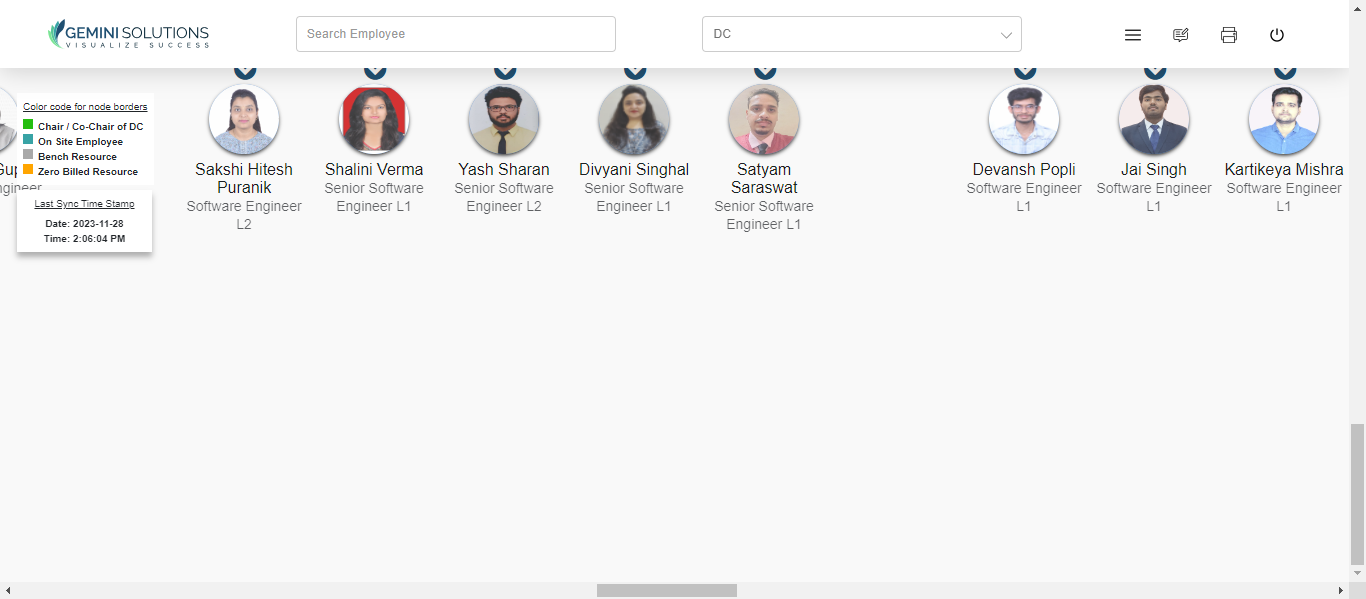 GEMINI SOLUTIONS
VISUALIZE SUCCESS
Search Employee
DC
Color code for node borders
Chair / Co-Chair of DC
On Site Employee
Bench Resource
Zero Billed Resource
Last Sync Time Stamp
Date: 2023-11-28
Time: 2:06:04 PM
Sakshi Hitesh
Puranik
Software Engineer
L2
Shalini Verma
Senior Software
Engineer L1
Yash Sharan
Senior Software
Engineer L2
Divyani Singhal
Senior Software
Engineer L1
Satyam
Saraswat
Senior Software
Engineer L1
Devansh Popli
Software Engineer
L1
Jai Singh
Software Engineer
L1
Kartikeya Mishra
Software Engineer
L1